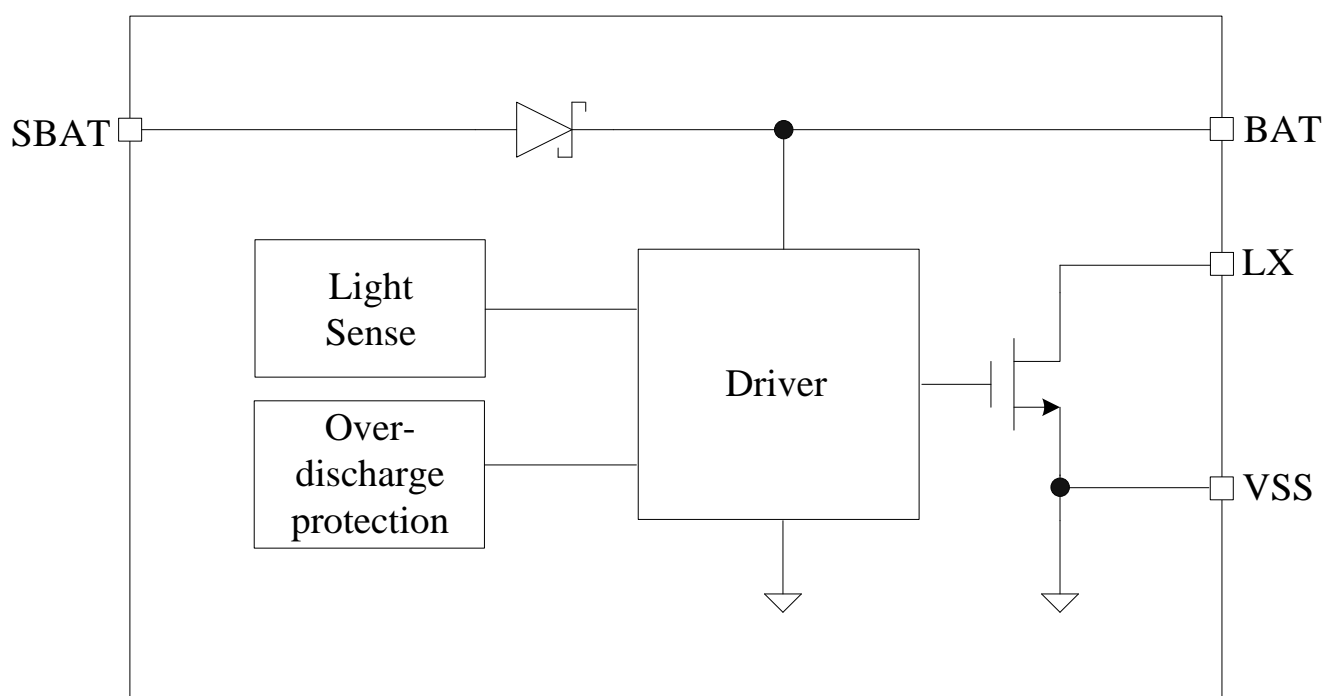 SBAT
BAT
LX
Light
Sense
Driver
Over-
discharge
protection
VSS